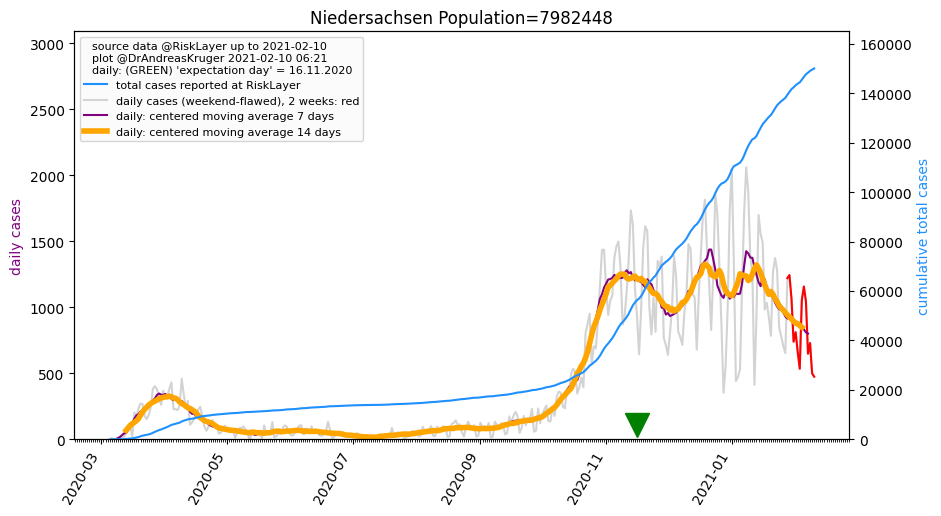 Niedersachsen Population=7982448
source data @RiskLayer up to 2021-02-10
plot @DrAndreasKruger 2021-02-10 06:21
daily: (GREEN) 'expectation day' = 16.11.2020
total cases reported at RiskLayer
daily cases (weekend-flawed), 2 weeks: red
daily: centered moving average 7 days
daily: centered moving average 14 days
daily cases
3000
2500
2000
1500
1000
500
0
cumulative total cases
160000
140000
120000
100000
80000
60000
40000
20000
0
2020-03
2020-05
2020-07
2020-09
2020-11
2021-01